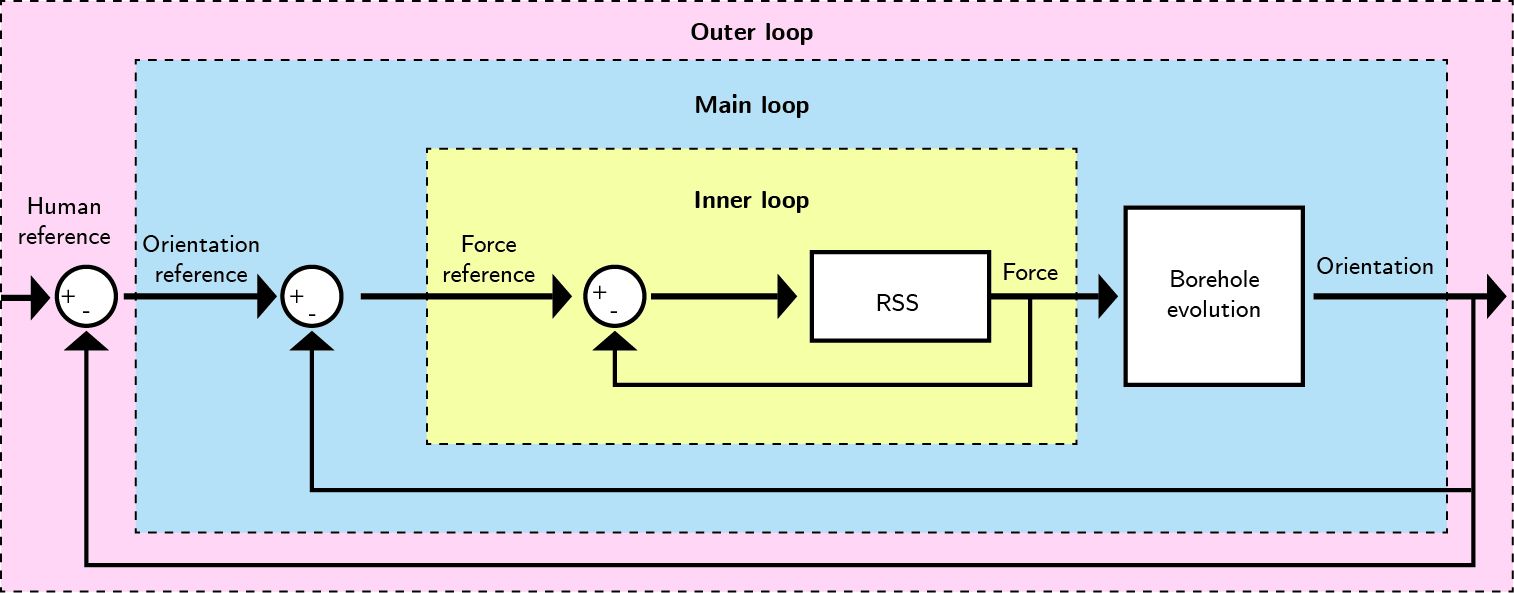 Outer loop
Main loop
Inner loop
Human
reference
Orientation
reference
Force
reference
RSS
Force
Borehole
evolution
Orientation
+
-
+
-
+
-